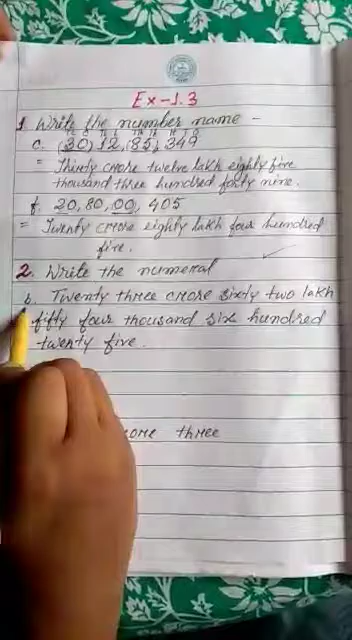 Ex-1.3
1 Write the number name -
c. (30) 12, (85), 349
= Thirty crore twelve lakh eighty five
thousand three hundred forty nine.
f. 20,80,00, 405
= Twenty crore eighty lakh four hundred
five.
2. Write the numeral
b. Twenty three crore sixty two lakh
fifty four thousand six hundred
twenty five.
three